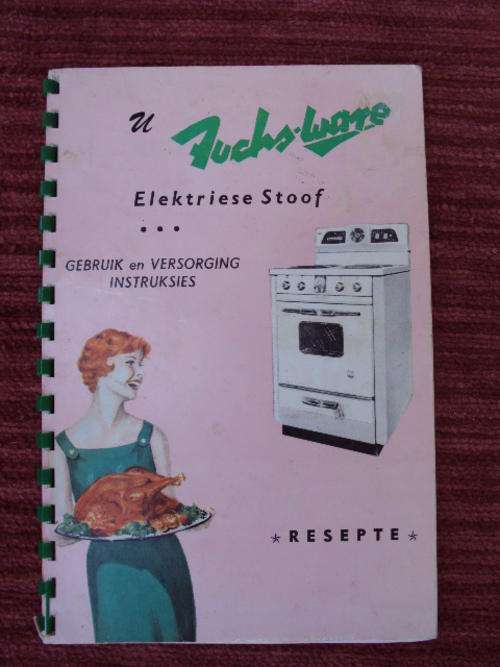 U
Fuchs-ware
Elektriese Stoof
...
GEBRUIK en VERSORGING
INSTRUKSIES
* RESEPTE *